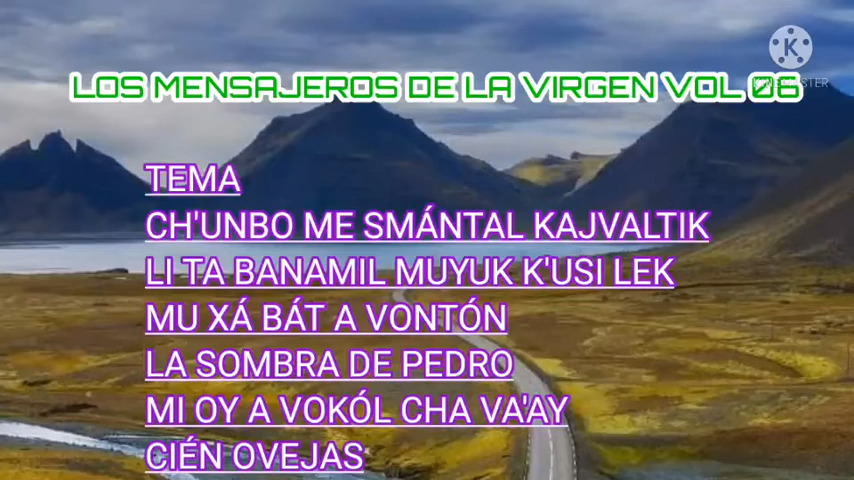 LOS MENSAJEROS DE LA VIRGEN VOL 06
TEMA
CH'UNBO ME SMÁNTAL KAJVALTIK
LI TA BANAMIL MUYUK K'USI LEK
MU XÁ BÁT A VONTÓN
LA SOMBRA DE PEDRO
MI OY A VOKÓL CHA VA'AY
CIÉN OVEJAS
K
KINEMASTER